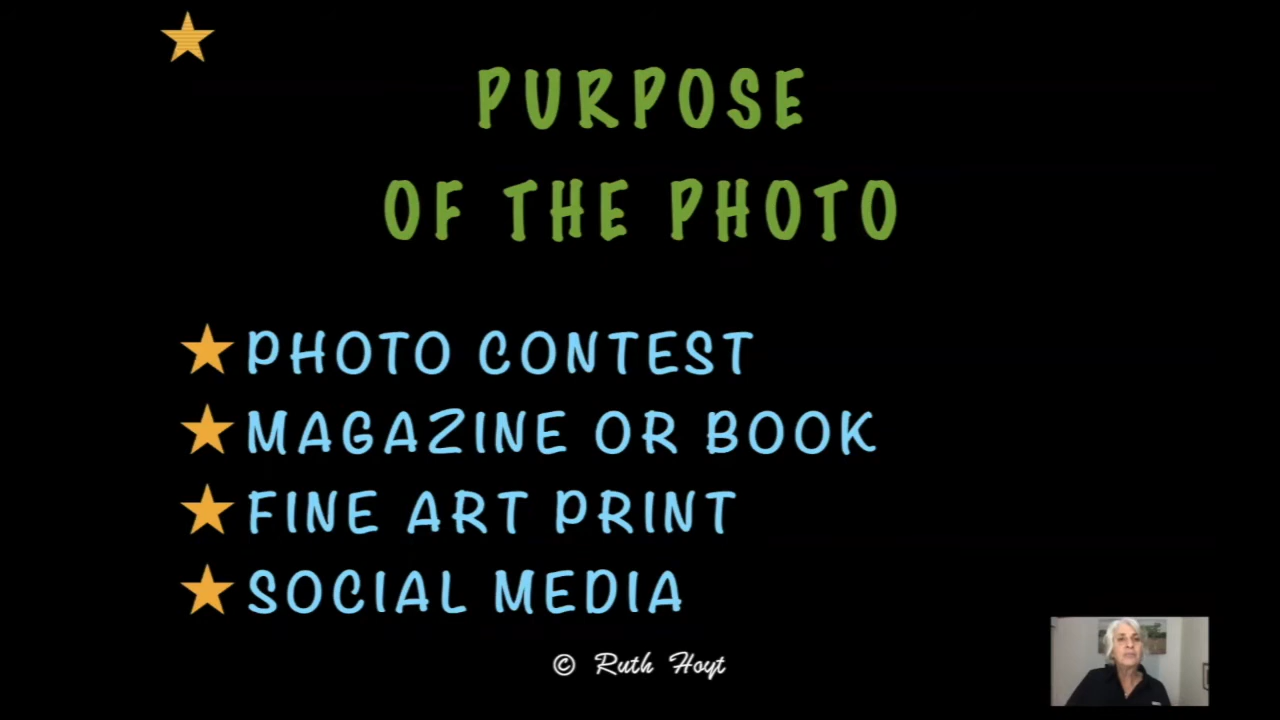 PURPOSE
OF THE PHOTO
PHOTO CONTEST
MAGAZINE OR BOOK
FINE ART PRINT
SOCIAL MEDIA
© Ruth Hoyt